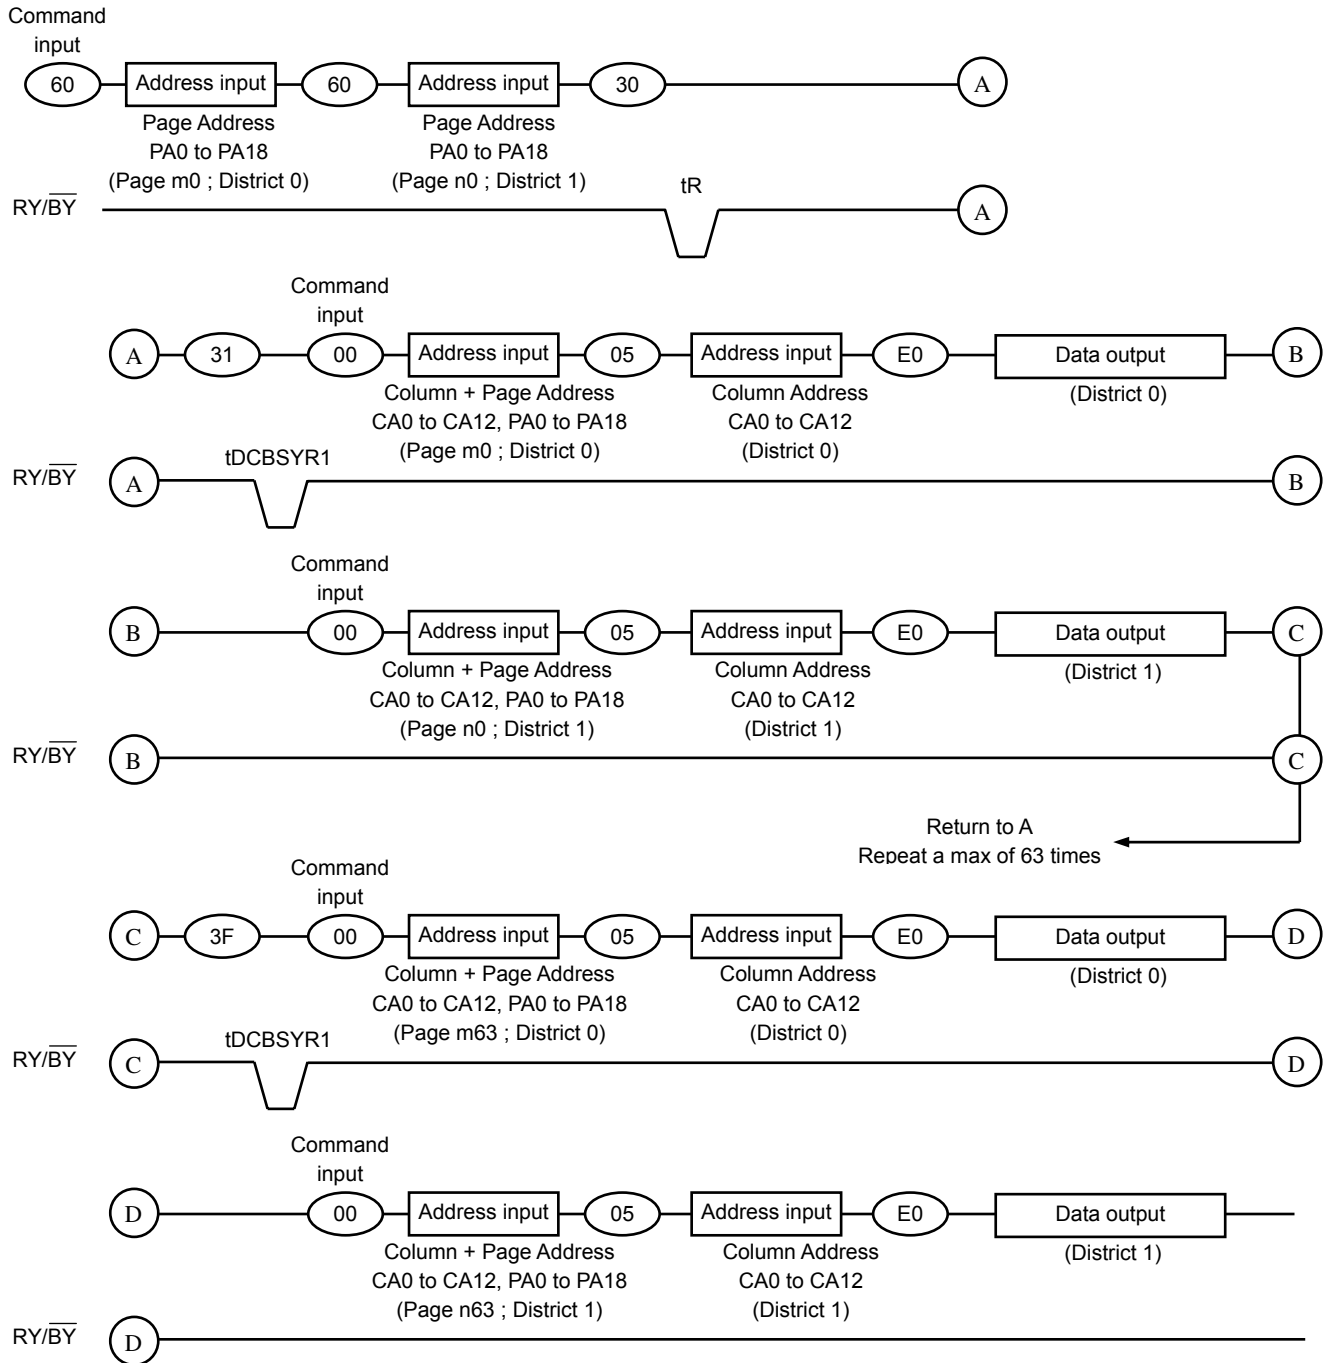 Command
input
60 Address input 60 Address input 30 A
Page Address Page Address
PA0 to PA18 PA0 to PA18
(Page m0 ; District 0) (Page n0 ; District 1)
tR
RY/BY A
Command
input
A 31 00 Address input 05 Address input E0 Data output B
Column + Page Address Column Address (District 0)
CA0 to CA12, PA0 to PA18 CA0 to CA12
(Page m0 ; District 0) (District 0)
tDCBSYR1
RY/BY A B
Command
input
B 00 Address input 05 Address input E0 Data output C
Column + Page Address Column Address (District 1)
CA0 to CA12, PA0 to PA18 CA0 to CA12
(Page n0 ; District 1) (District 1)
RY/BY B C
Return to A
Repeat a max of 63 times
Command
input
C 3F 00 Address input 05 Address input E0 Data output D
Column + Page Address Column Address (District 0)
CA0 to CA12, PA0 to PA18 CA0 to CA12
(Page m63 ; District 0) (District 0)
tDCBSYR1
RY/BY C D
Command
input
D 00 Address input 05 Address input E0 Data output
Column + Page Address Column Address (District 1)
CA0 to CA12, PA0 to PA18 CA0 to CA12
(Page n63 ; District 1) (District 1)
RY/BY D